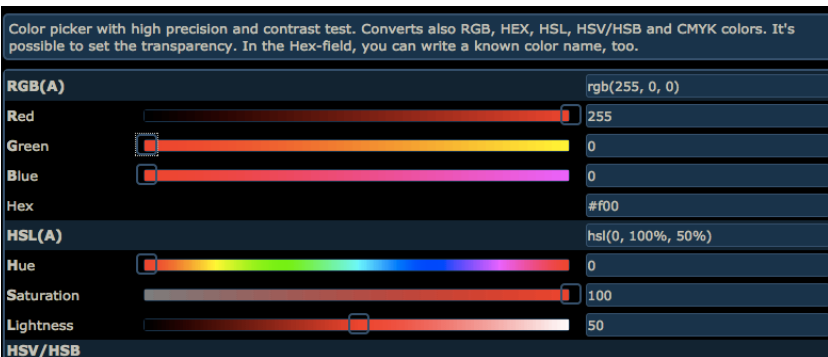 Color picker with high precision and contrast test. Converts also RGB, HEX, HSL, HSV/HSB and CMYK colors. It's
possible to set the transparency. In the Hex-field, you can write a known color name, too.
RGB(A) rgb(255, 0, 0)
Red 255
Green 0
Blue 0
Hex #f00
HSL(A) hsl(0, 100%, 50%)
Hue 0
Saturation 100
Lightness 50
HSV/HSB